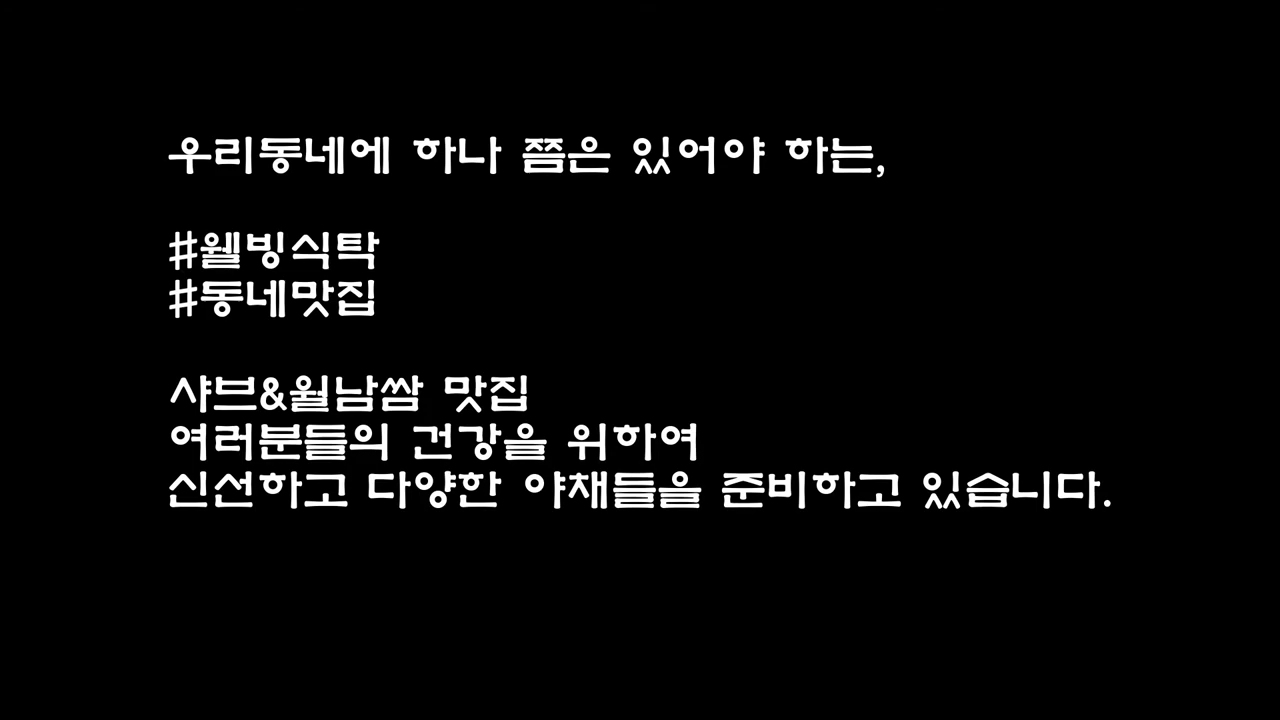 우리동네에 하나 쯤은 있어야 하는,
#웰빙식탁
#동네맛집
샤브&월남쌈 맛집
여러분들의 건강을 위하여
신선하고 다양한 야채들을 준비하고 있습니다.